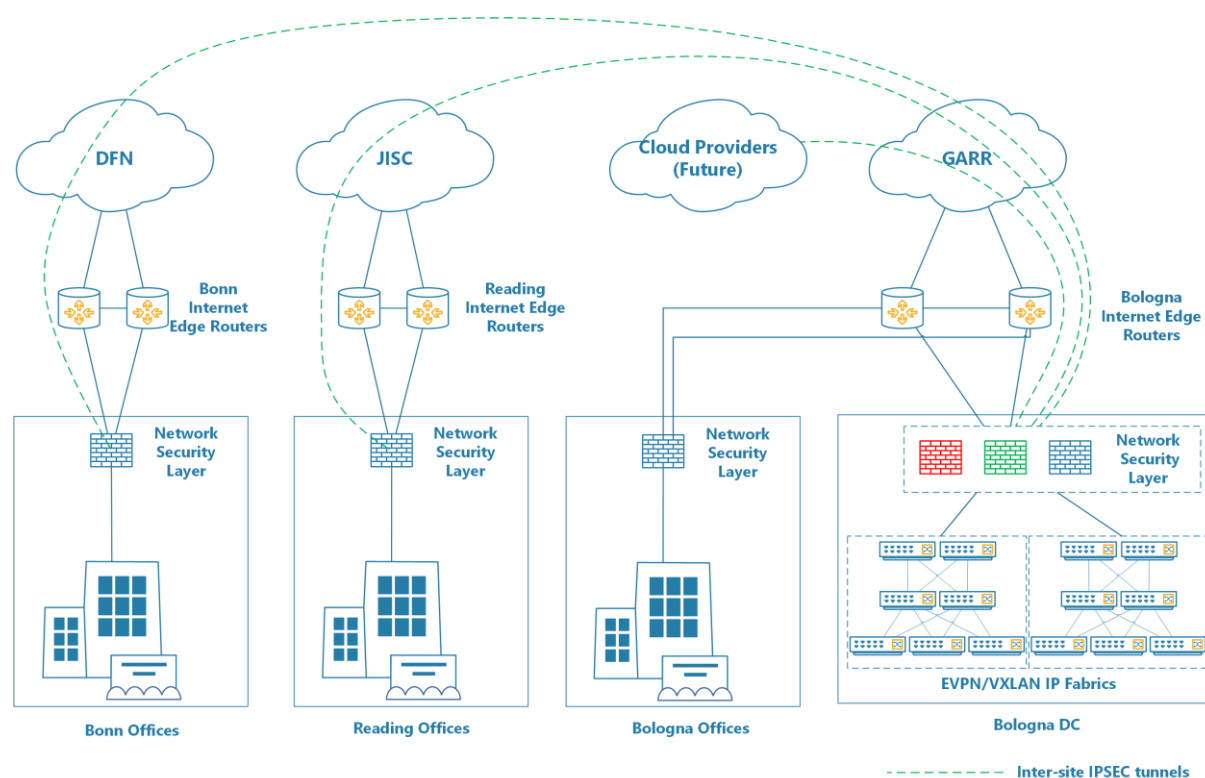 DFN
JISC
Cloud Providers
(Future)
GARR
Bonn
Internet
Edge Routers
Reading
Internet Edge
Routers
Bologna
Internet Edge
Routers
Network
Security
Layer
Network
Security
Layer
Network
Security
Layer
Network
Security
Layer
EVPN/VXLAN IP Fabrics
Bonn Offices
Reading Offices
Bologna Offices
Bologna DC
Inter-site IPSEC tunnels